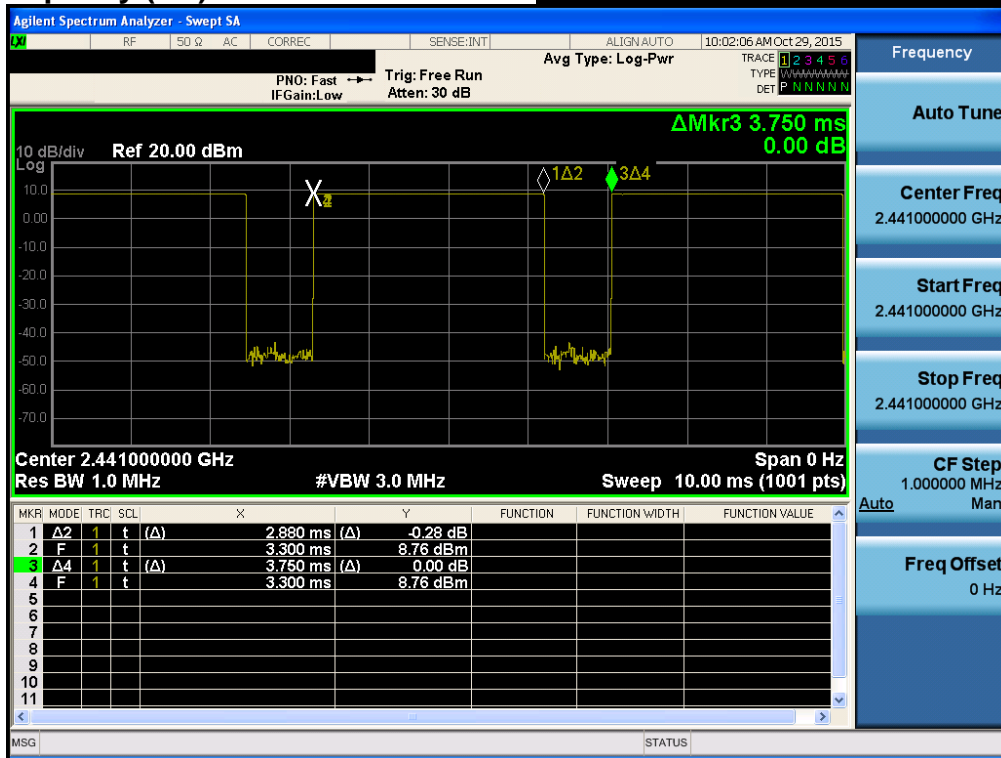 Agilent Spectrum Analyzer - Swept SA
LXI RF 50 Ω AC CORREC SENSE:INT ALIGN AUTO 10:02:06 AM Oct 29, 2015
PNO: Fast
IFGain:Low
Trig: Free Run
Atten: 30 dB
Avg Type: Log-Pwr
TRACE 1 2 3 4 5 6
TYPE
DET P N N N N N
ΔMkr3 3.750 ms
0.00 dB
10 dB/div Ref 20.00 dBm
Log
10.0
0.00
-10.0
-20.0
-30.0
-40.0
-50.0
-60.0
-70.0
X
1Δ2
3Δ4
Center 2.441000000 GHz Span 0 Hz
Res BW 1.0 MHz #VBW 3.0 MHz Sweep 10.00 ms (1001 pts)
MKR MODE TRC SCL X Y FUNCTION FUNCTION WIDTH FUNCTION VALUE
1 Δ2 1 t (Δ) 2.880 ms (Δ) -0.28 dB
2 F 1 t 3.300 ms 8.76 dBm
3 Δ4 1 t (Δ) 3.750 ms (Δ) 0.00 dB
4 F 1 t 3.300 ms 8.76 dBm
5
6
7
8
9
10
11
MSG STATUS
Frequency
Auto Tune
Center Freq
2.441000000 GHz
Start Freq
2.441000000 GHz
Stop Freq
2.441000000 GHz
CF Step
1.000000 MHz
Auto Man
Freq Offset
0 Hz